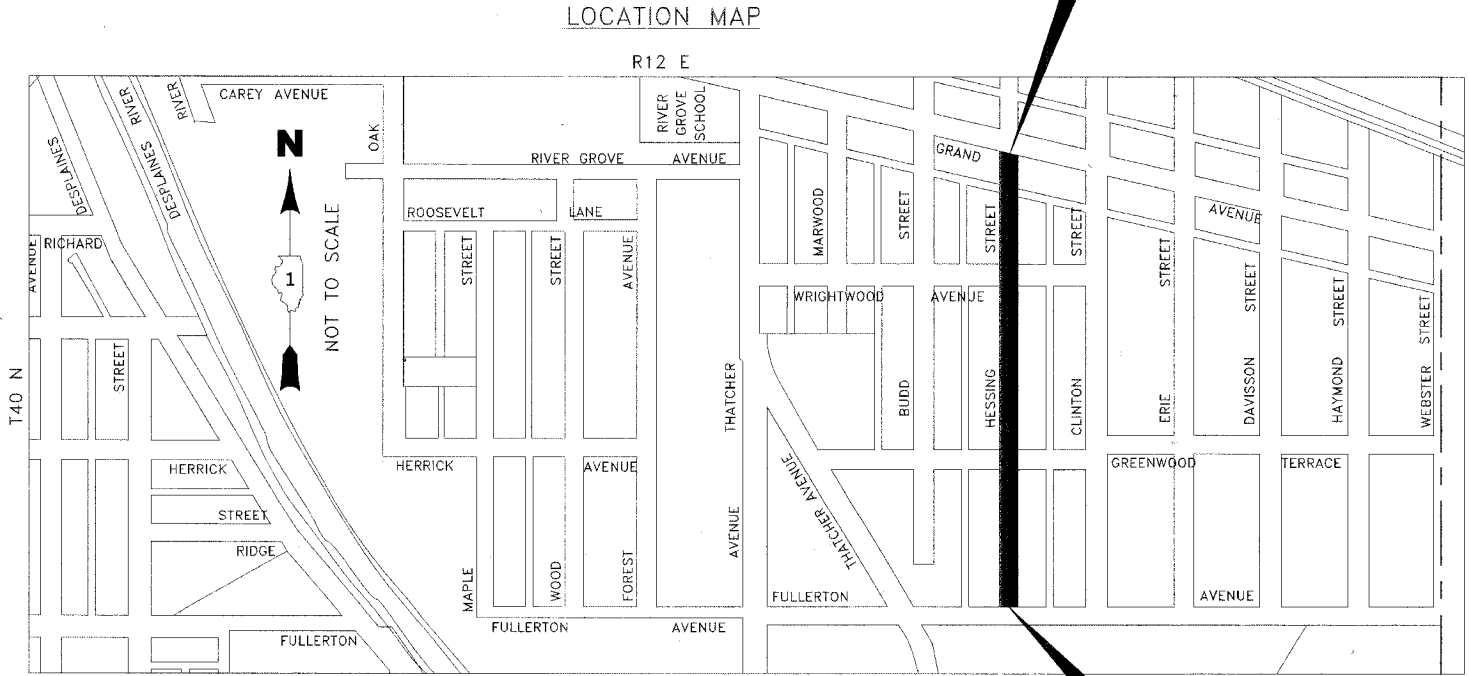 LOCATION MAP
R12 E
T40 N
CAREY AVENUE
RIVER
DESPLAINES RIVER
DESPLAINES
OAK
N
NOT TO SCALE
1
RIVER GROVE SCHOOL
RIVER GROVE AVENUE
ROOSEVELT LANE
GRAND AVENUE
RICHARD
AVENUE
STREET
STREET
STREET
AVENUE
MARWOOD
STREET
STREET
STREET
STREET
STREET
STREET
STREET
WRIGHTWOOD AVENUE
THATCHER
AVENUE
BUDD
HESSING
CLINTON
ERIE
DAVISSON
HAYMOND
WEBSTER
HERRICK
STREET
RIDGE
HERRICK AVENUE
THATCHER AVENUE
GREENWOOD TERRACE
MAPLE
WOOD
FOREST
FULLERTON
FULLERTON AVENUE
FULLERTON AVENUE